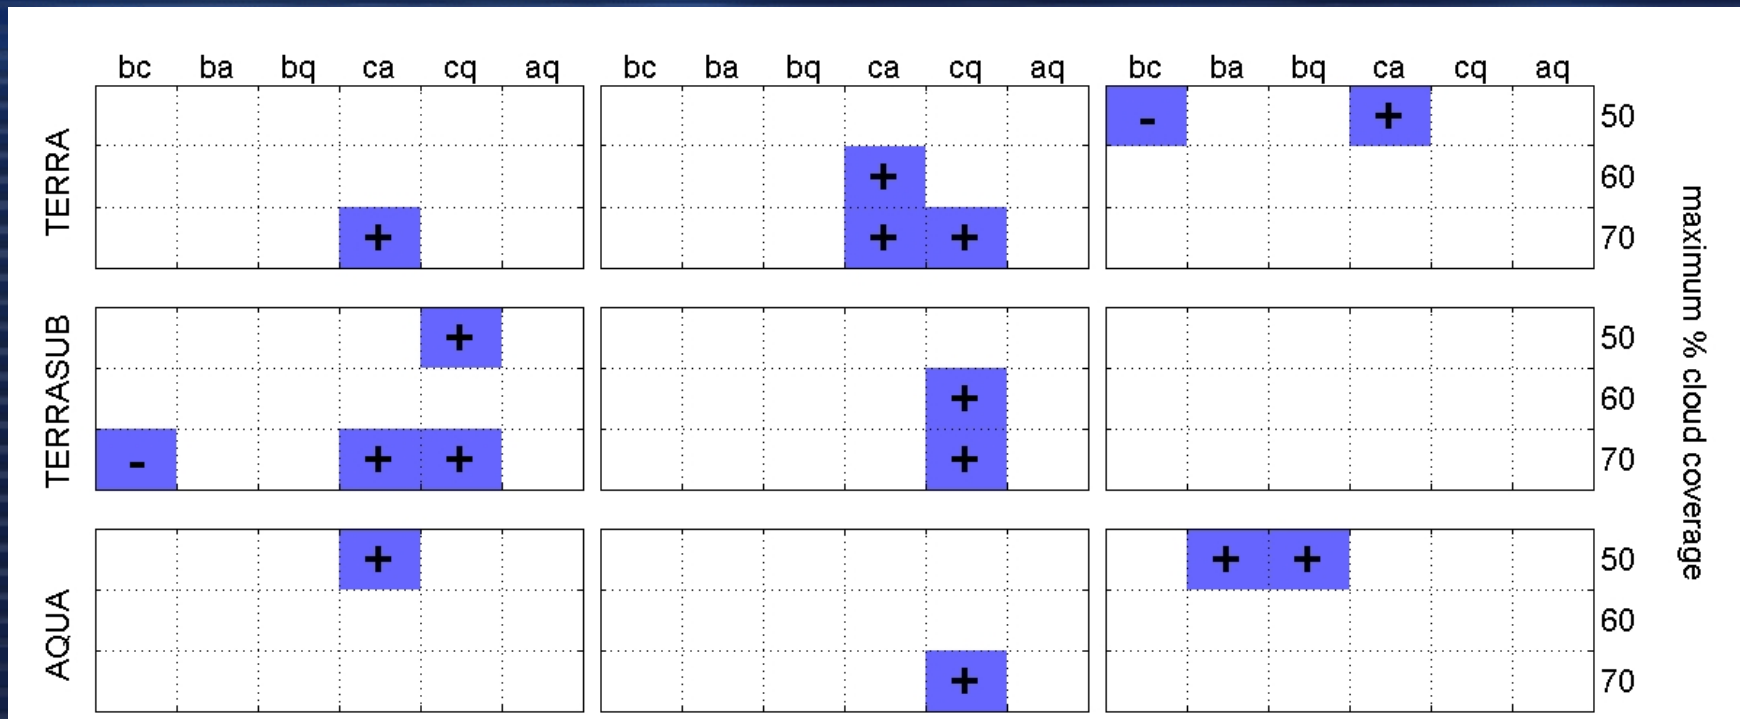 bc ba bq ca cq aq bc ba bq ca cq aq bc ba bq ca cq aq
TERRA
- + 50
+ 60
+ + + 70
TERRASUB
+ 50
+ 60
- + + + 70
AQUA
+ + + 50
60
+ 70
maximum % cloud coverage